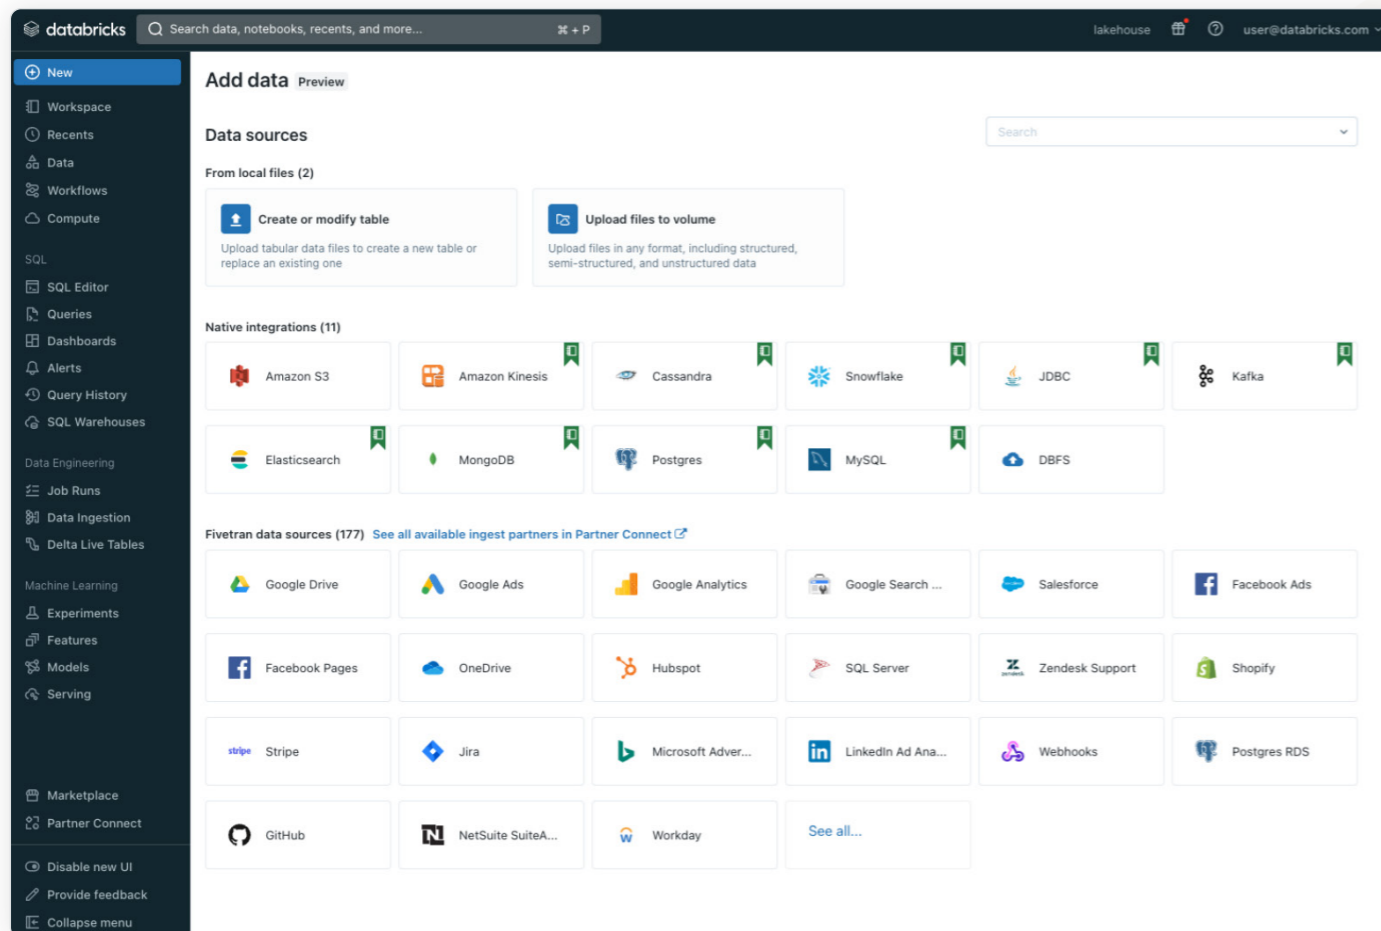 databricks
Search data, notebooks, recents, and more...
⌘ + P
lakehouse
user@databricks.com
New
Workspace
Recents
Data
Workflows
Compute
SQL
SQL Editor
Queries
Dashboards
Alerts
Query History
SQL Warehouses
Data Engineering
Job Runs
Data Ingestion
Delta Live Tables
Machine Learning
Experiments
Features
Models
Serving
Marketplace
Partner Connect
Disable new UI
Provide feedback
Collapse menu
Add data Preview
Data sources
Search
From local files (2)
Create or modify table
Upload tabular data files to create a new table or
replace an existing one
Upload files to volume
Upload files in any format, including structured,
semi-structured, and unstructured data
Native integrations (11)
Amazon S3
Amazon Kinesis
Cassandra
Snowflake
JDBC
Kafka
Elasticsearch
MongoDB
Postgres
MySQL
DBFS
Fivetran data sources (177) See all available ingest partners in Partner Connect
Google Drive
Google Ads
Google Analytics
Google Search ...
Salesforce
Facebook Ads
Facebook Pages
OneDrive
Hubspot
SQL Server
zendesk
Zendesk Support
Shopify
stripe
Stripe
Jira
Microsoft Adver...
in
LinkedIn Ad Ana...
Webhooks
Postgres RDS
GitHub
N
NetSuite SuiteA...
W
Workday
See all...